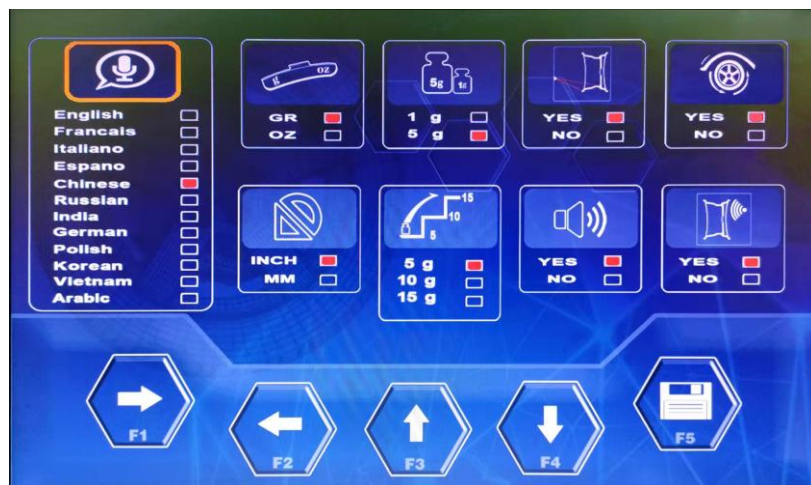 English
Francais
Italiano
Espano
Chinese
Russian
India
German
Polish
Korean
Vietnam
Arabic
g oz
GR
OZ
5g 1g
1 g
5 g
YES
NO
YES
NO
INCH
MM
15
10
5
5 g
10 g
15 g
YES
NO
YES
NO
F1
F2
F3
F4
F5